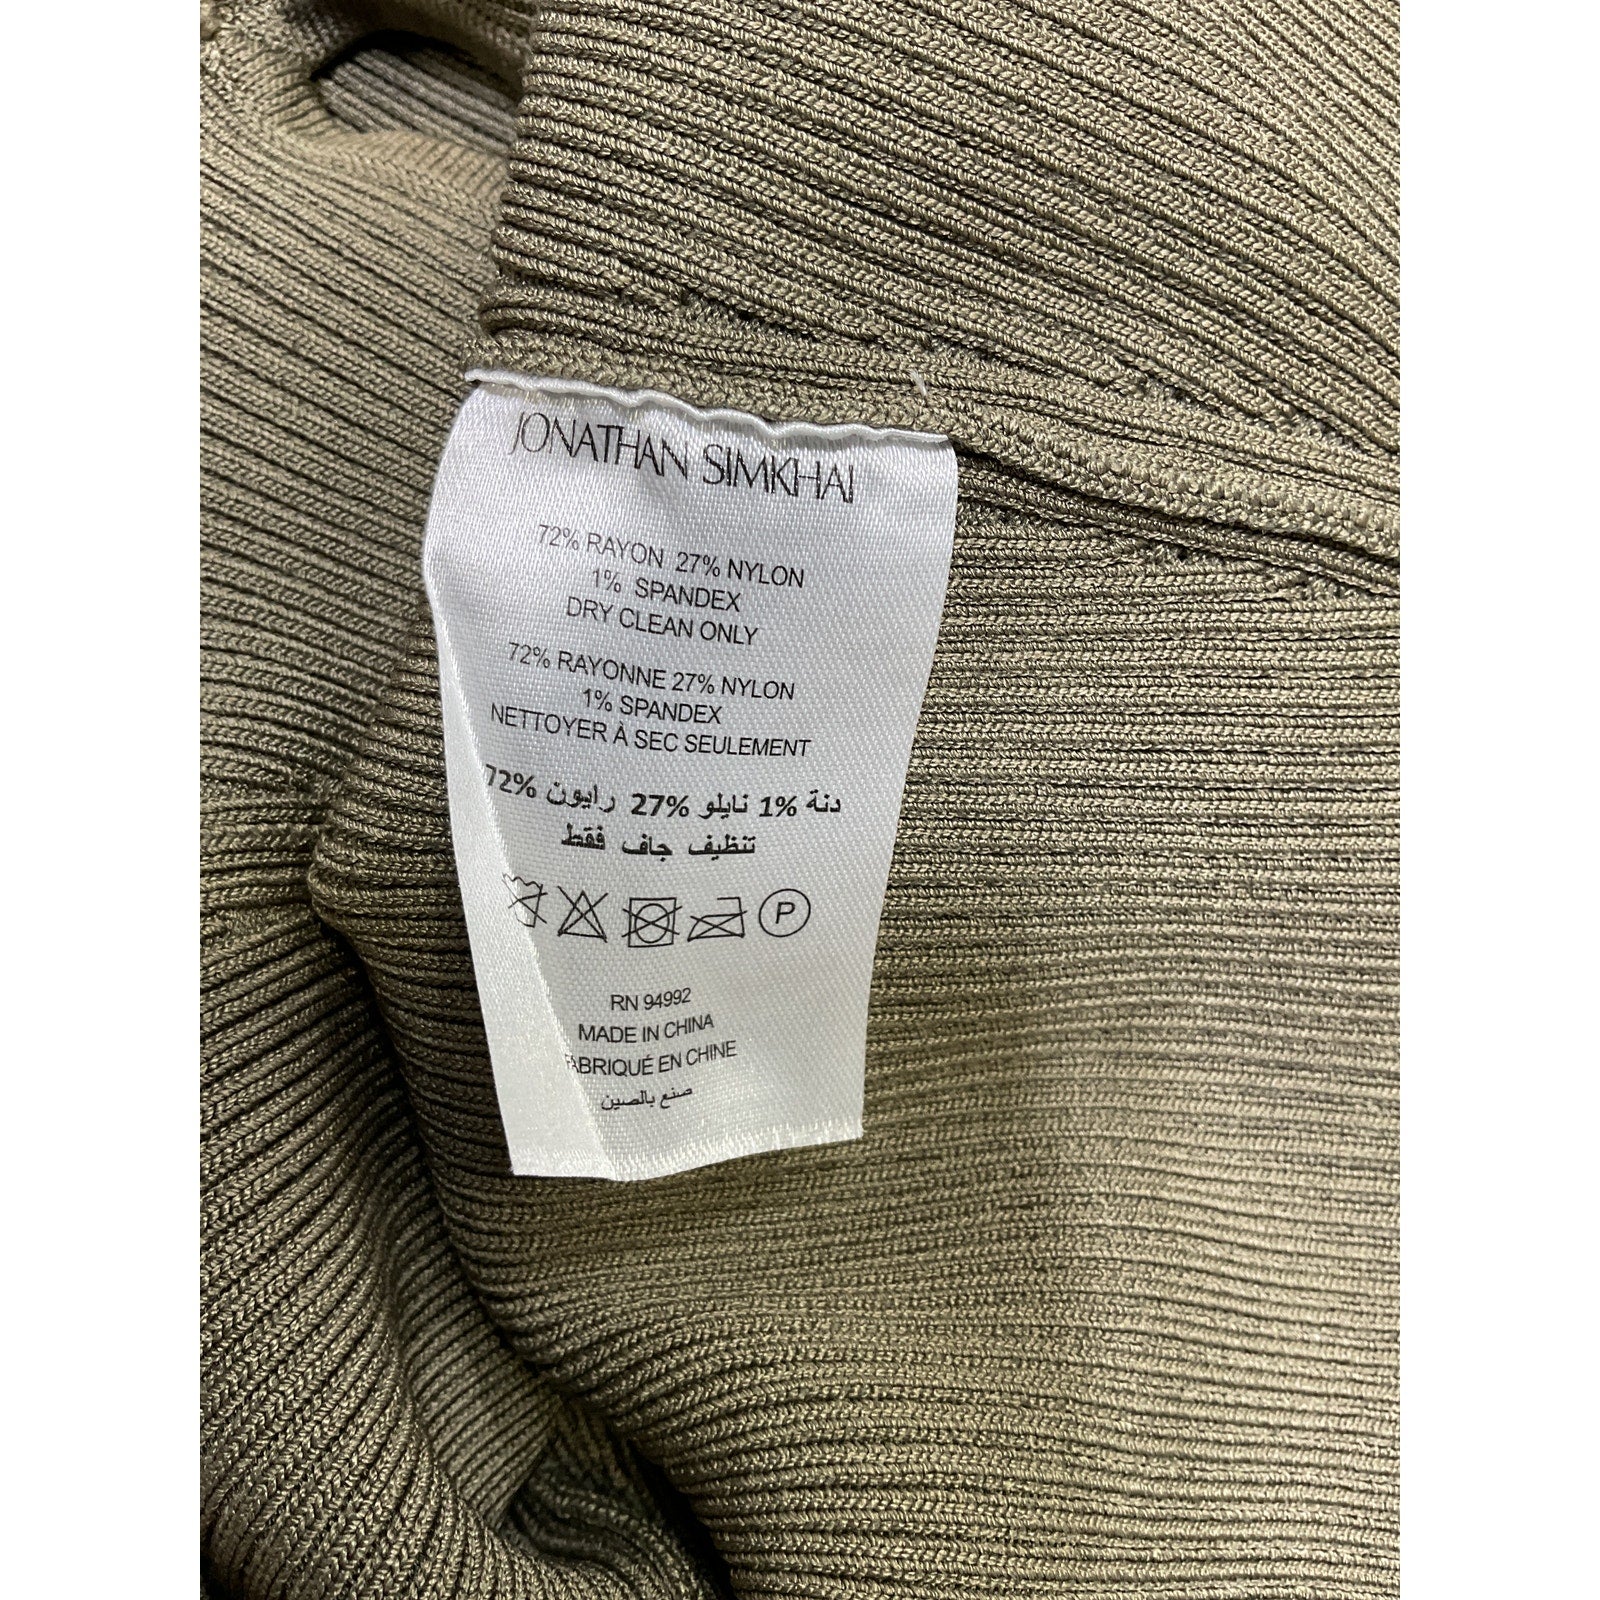 JONATHAN SIMKHAI
72% RAYON 27% NYLON
1% SPANDEX
DRY CLEAN ONLY
72% RAYONNE 27% NYLON
1% SPANDEX
NETTOYER À SEC SEULEMENT
72% رايون 27% نايلو 1% دنة
تنظيف جاف فقط
P
RN 94992
MADE IN CHINA
FABRIQUÉ EN CHINE
صنع بالصين